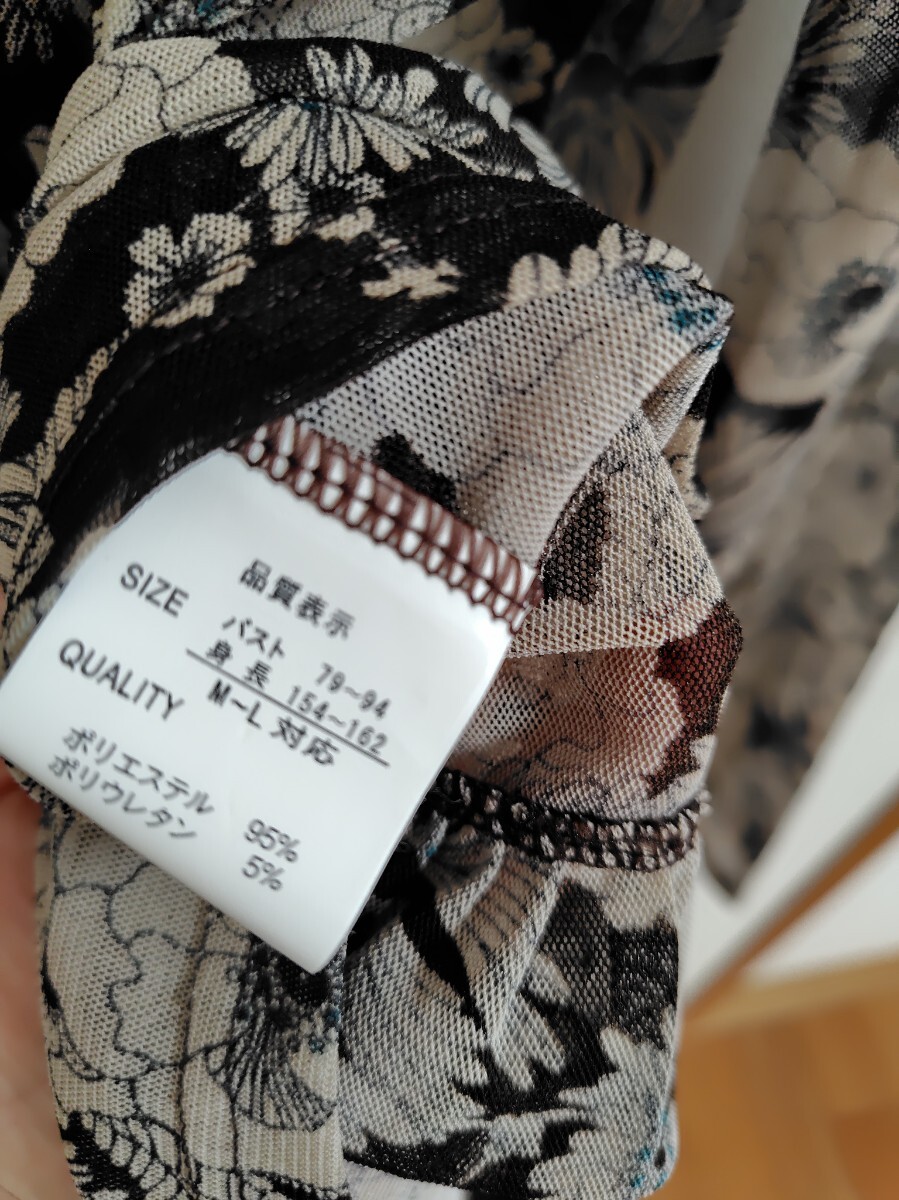 品質表示
SIZE バスト 79~94
身長 154~162
QUALITY M~L 対応
ポリエステル 95%
ポリウレタン 5%